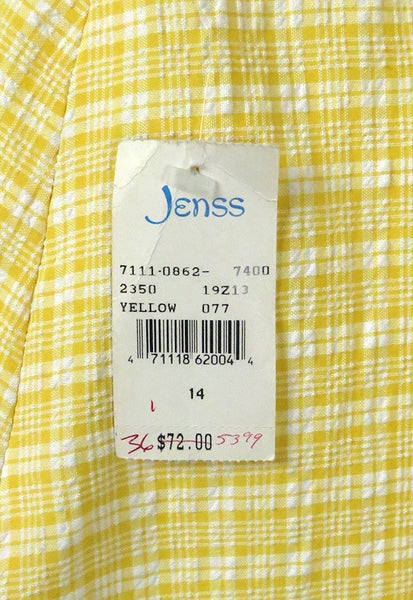 Jenss
7111-0862- 7400
2350 19Z13
YELLOW 077
4 71118 62004 4
14
1
36 $72.00 5399